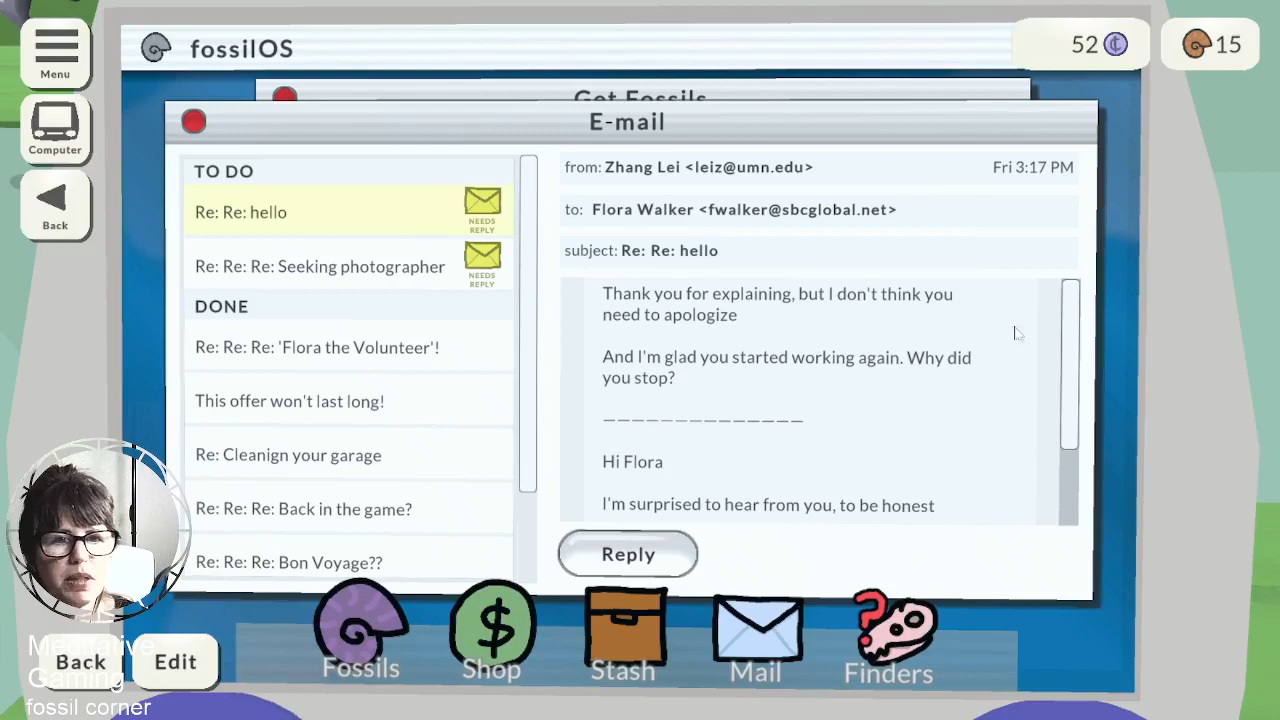 Menu
Computer
Back
fossilOS
52
15
Get Fossils
E-mail
TO DO
Re: Re: hello
NEEDS
REPLY
Re: Re: Re: Seeking photographer
NEEDS
REPLY
DONE
Re: Re: Re: 'Flora the Volunteer'!
This offer won't last long!
Re: Cleanign your garage
Re: Re: Re: Back in the game?
Re: Re: Re: Bon Voyage??
from: Zhang Lei <leiz@umn.edu>
Fri 3:17 PM
to: Flora Walker <fwalker@sbcglobal.net>
subject: Re: Re: hello
Thank you for explaining, but I don't think you
need to apologize
And I'm glad you started working again. Why did
you stop?
_ _ _ _ _ _ _ _ _ _ _ _ _ _
Hi Flora
I'm surprised to hear from you, to be honest
Reply
Fossils
Shop
Stash
Mail
Finders
Back
Edit
Meditative
Gaming
fossil corner